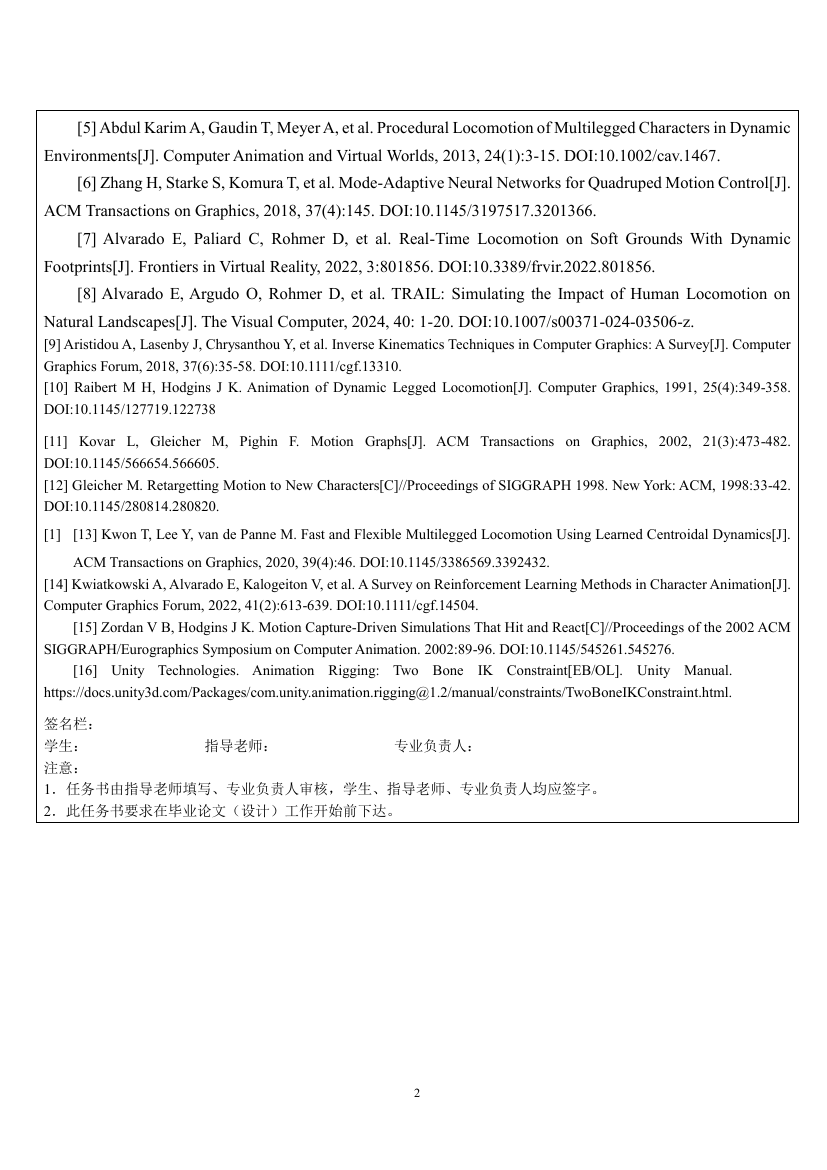 [5] Abdul Karim A, Gaudin T, Meyer A, et al. Procedural Locomotion of Multilegged Characters in Dynamic
Environments[J]. Computer Animation and Virtual Worlds, 2013, 24(1):3-15. DOI:10.1002/cav.1467.
[6] Zhang H, Starke S, Komura T, et al. Mode-Adaptive Neural Networks for Quadruped Motion Control[J].
ACM Transactions on Graphics, 2018, 37(4):145. DOI:10.1145/3197517.3201366.
[7] Alvarado E, Paliard C, Rohmer D, et al. Real-Time Locomotion on Soft Grounds With Dynamic
Footprints[J]. Frontiers in Virtual Reality, 2022, 3:801856. DOI:10.3389/frvir.2022.801856.
[8] Alvarado E, Argudo O, Rohmer D, et al. TRAIL: Simulating the Impact of Human Locomotion on
Natural Landscapes[J]. The Visual Computer, 2024, 40: 1-20. DOI:10.1007/s00371-024-03506-z.
[9] Aristidou A, Lasenby J, Chrysanthou Y, et al. Inverse Kinematics Techniques in Computer Graphics: A Survey[J]. Computer
Graphics Forum, 2018, 37(6):35-58. DOI:10.1111/cgf.13310.
[10] Raibert M H, Hodgins J K. Animation of Dynamic Legged Locomotion[J]. Computer Graphics, 1991, 25(4):349-358.
DOI:10.1145/127719.122738
[11] Kovar L, Gleicher M, Pighin F. Motion Graphs[J]. ACM Transactions on Graphics, 2002, 21(3):473-482.
DOI:10.1145/566654.566605.
[12] Gleicher M. Retargetting Motion to New Characters[C]//Proceedings of SIGGRAPH 1998. New York: ACM, 1998:33-42.
DOI:10.1145/280814.280820.
[1] [13] Kwon T, Lee Y, van de Panne M. Fast and Flexible Multilegged Locomotion Using Learned Centroidal Dynamics[J].
ACM Transactions on Graphics, 2020, 39(4):46. DOI:10.1145/3386569.3392432.
[14] Kwiatkowski A, Alvarado E, Kalogeiton V, et al. A Survey on Reinforcement Learning Methods in Character Animation[J].
Computer Graphics Forum, 2022, 41(2):613-639. DOI:10.1111/cgf.14504.
[15] Zordan V B, Hodgins J K. Motion Capture-Driven Simulations That Hit and React[C]//Proceedings of the 2002 ACM
SIGGRAPH/Eurographics Symposium on Computer Animation. 2002:89-96. DOI:10.1145/545261.545276.
[16] Unity Technologies. Animation Rigging: Two Bone IK Constraint[EB/OL]. Unity Manual.
https://docs.unity3d.com/Packages/com.unity.animation.rigging@1.2/manual/constraints/TwoBoneIKConstraint.html.
签名栏：
学生： 指导老师： 专业负责人：
注意：
1．任务书由指导老师填写、专业负责人审核，学生、指导老师、专业负责人均应签字。
2．此任务书要求在毕业论文（设计）工作开始前下达。
2